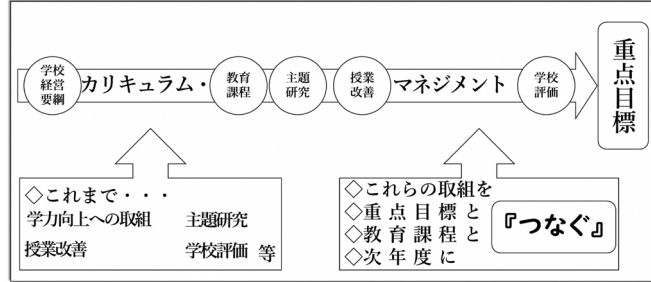 学校
経営
要綱
カリキュラム・
教育
課程
主題
研究
授業
改善
マネジメント
学校
評価
重点目標
◇これまで・・・
学力向上への取組 主題研究
授業改善 学校評価 等
◇これらの取組を
◇重点目標と
◇教育課程と
◇次年度に
『つなぐ』